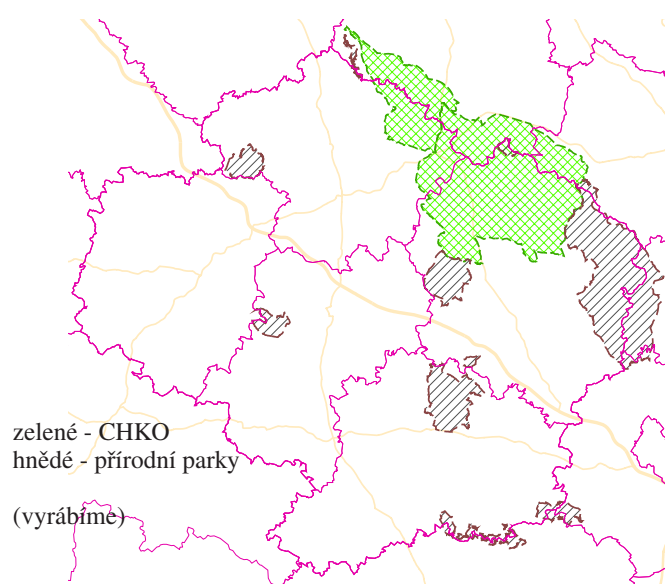 zelené - CHKO
hnědé - přírodní parky
(vyrábíme)